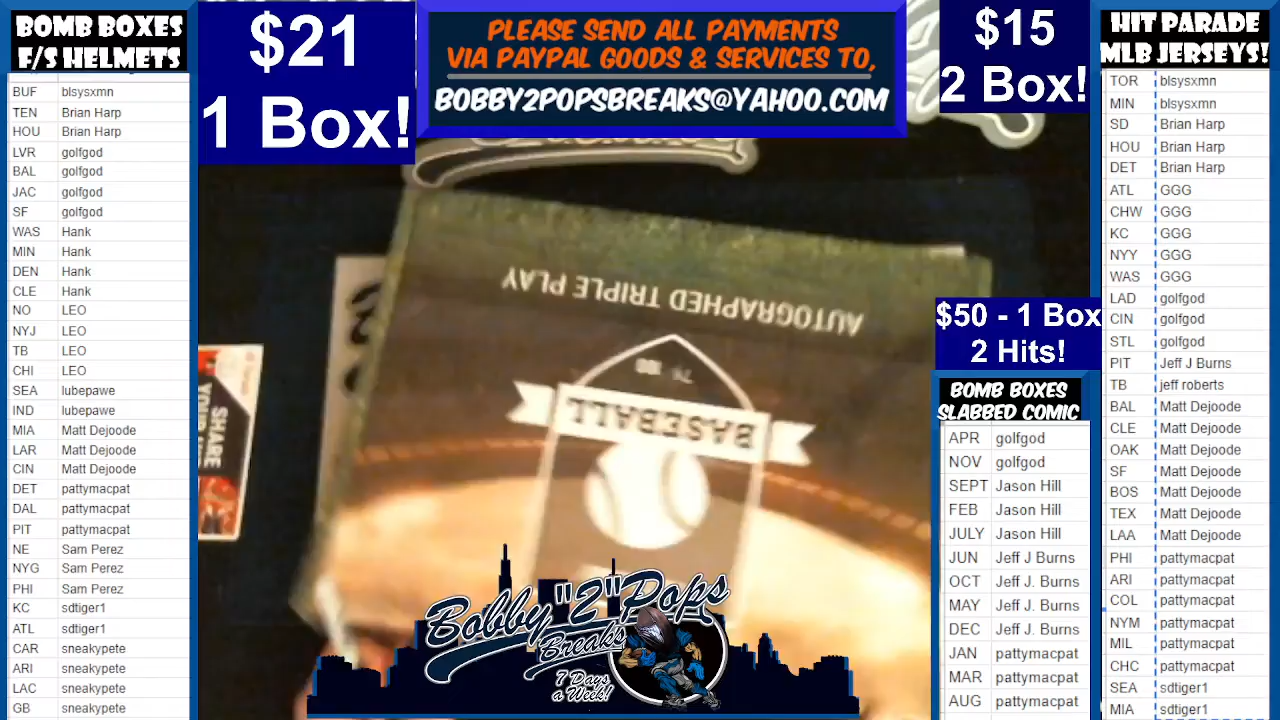 BOMB BOXES
F/S HELMETS
BUF blsysxmn
TEN Brian Harp
HOU Brian Harp
LVR golfgod
BAL golfgod
JAC golfgod
SF golfgod
WAS Hank
MIN Hank
DEN Hank
CLE Hank
NO LEO
NYJ LEO
TB LEO
CHI LEO
SEA lubepawe
IND lubepawe
MIA Matt Dejoode
LAR Matt Dejoode
CIN Matt Dejoode
DET pattymacpat
DAL pattymacpat
PIT pattymacpat
NE Sam Perez
NYG Sam Perez
PHI Sam Perez
KC sdtiger1
ATL sdtiger1
CAR sneakypete
ARI sneakypete
LAC sneakypete
GB sneakypete
$21
1 Box!
PLEASE SEND ALL PAYMENTS
VIA PAYPAL GOODS & SERVICES TO,
BOBBY2POPSBREAKS@YAHOO.COM
AUTOGRAPHED TRIPLE PLAY
BASEBALL
SHARE
YOUR
Bobby "2" Pops
Breaks
7 Days
a Week!
$15
2 Box!
$50 - 1 Box
2 Hits!
BOMB BOXES
SLABBED COMIC
APR golfgod
NOV golfgod
SEPT Jason Hill
FEB Jason Hill
JULY Jason Hill
JUN Jeff J Burns
OCT Jeff J. Burns
MAY Jeff J. Burns
DEC Jeff J. Burns
JAN pattymacpat
MAR pattymacpat
AUG pattymacpat
HIT PARADE
MLB JERSEYS!
TOR blsysxmn
MIN blsysxmn
SD Brian Harp
HOU Brian Harp
DET Brian Harp
ATL GGG
CHW GGG
KC GGG
NYY GGG
WAS GGG
LAD golfgod
CIN golfgod
STL golfgod
PIT Jeff J Burns
TB jeff roberts
BAL Matt Dejoode
CLE Matt Dejoode
OAK Matt Dejoode
SF Matt Dejoode
BOS Matt Dejoode
TEX Matt Dejoode
LAA Matt Dejoode
PHI pattymacpat
ARI pattymacpat
COL pattymacpat
NYM pattymacpat
MIL pattymacpat
CHC pattymacpat
SEA sdtiger1
MIA sdtiger1